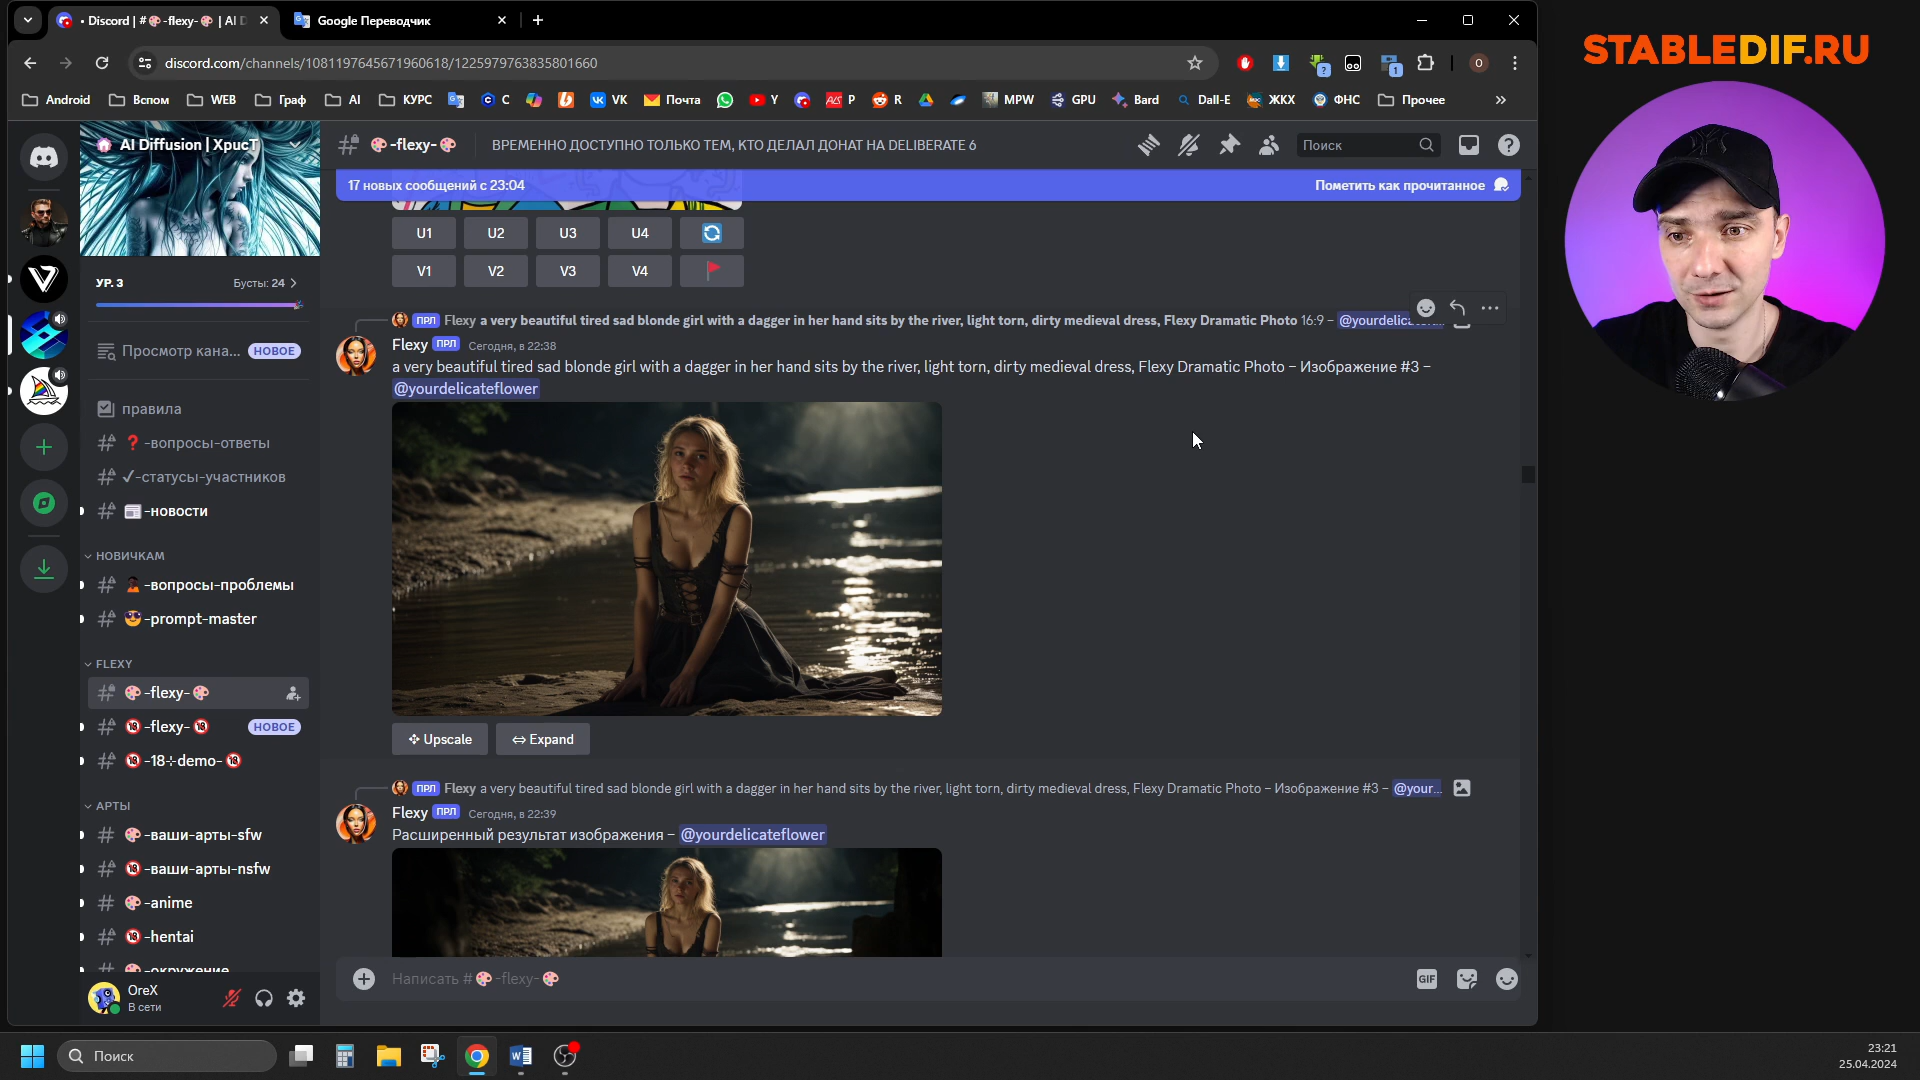 • Discord | #🎨-flexy-🎨 | AI D
Google Переводчик
STABLEDIF.RU
discord.com/channels/1081197645671960618/1225979763835801660
Android
Вспом
WEB
Граф
AI
КУРС
C
VK
Почта
Y
P
R
MPW
GPU
Bard
Dall-E
ЖКХ
ФНС
Прочее
AI Diffusion | ХрисТ
🎨-flexy-🎨
ВРЕМЕННО ДОСТУПНО ТОЛЬКО ТЕМ, КТО ДЕЛАЛ ДОНАТ НА DELIBERATE 6
Поиск
17 новых сообщений с 23:04
Пометить как прочитанное
U1 U2 U3 U4
V1 V2 V3 V4
УР. 3
Бусты: 24
Просмотр кана... НОВОЕ
правила
❓-вопросы-ответы
✓-статусы-участников
-новости
НОВИЧКАМ
-вопросы-проблемы
-prompt-master
FLEXY
🎨-flexy-🎨
🔞-flexy-🔞 НОВОЕ
🔞-18+demo-🔞
АРТЫ
🎨-ваши-арты-sfw
🔞-ваши-арты-nsfw
🎨-anime
🔞-hentai
🎨-окружение
OreX
В сети
ПРЛ Flexy a very beautiful tired sad blonde girl with a dagger in her hand sits by the river, light torn, dirty medieval dress, Flexy Dramatic Photo 16:9 –
Flexy ПРЛ Сегодня, в 22:38
a very beautiful tired sad blonde girl with a dagger in her hand sits by the river, light torn, dirty medieval dress, Flexy Dramatic Photo – Изображение #3 –
@yourdelicateflower
Upscale
Expand
ПРЛ Flexy a very beautiful tired sad blonde girl with a dagger in her hand sits by the river, light torn, dirty medieval dress, Flexy Dramatic Photo – Изображение #3 – @your...
Flexy ПРЛ Сегодня, в 22:39
Расширенный результат изображения – @yourdelicateflower
Написать #🎨-flexy-🎨
GIF
Поиск
23:21
25.04.2024